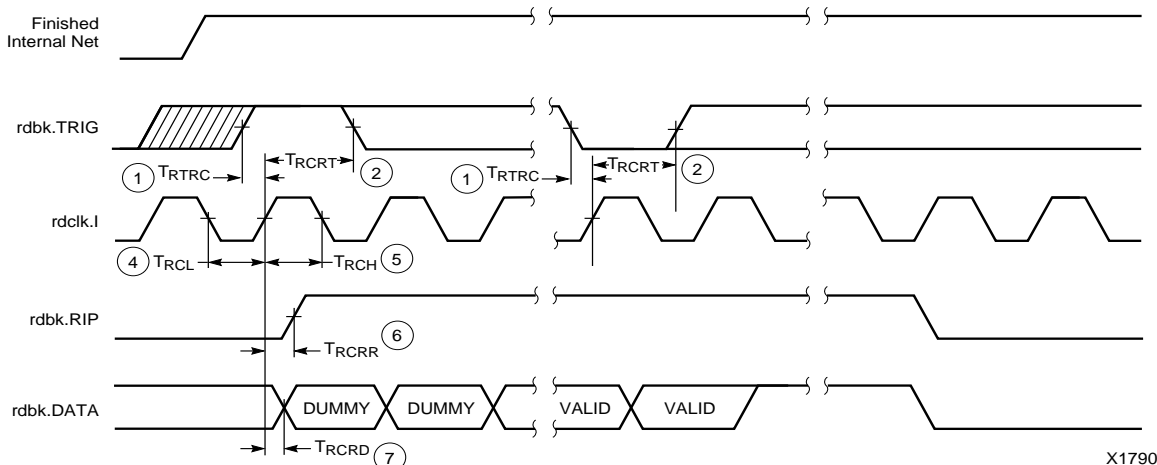 Finished
Internal Net
rdbk.TRIG
TRCRT
2
1
TRTRC
TRCRT
2
1
TRTRC
rdclk.I
4
TRCL
TRCH
5
rdbk.RIP
6
TRCRR
rdbk.DATA
DUMMY
DUMMY
VALID
VALID
TRCRD
7
X1790